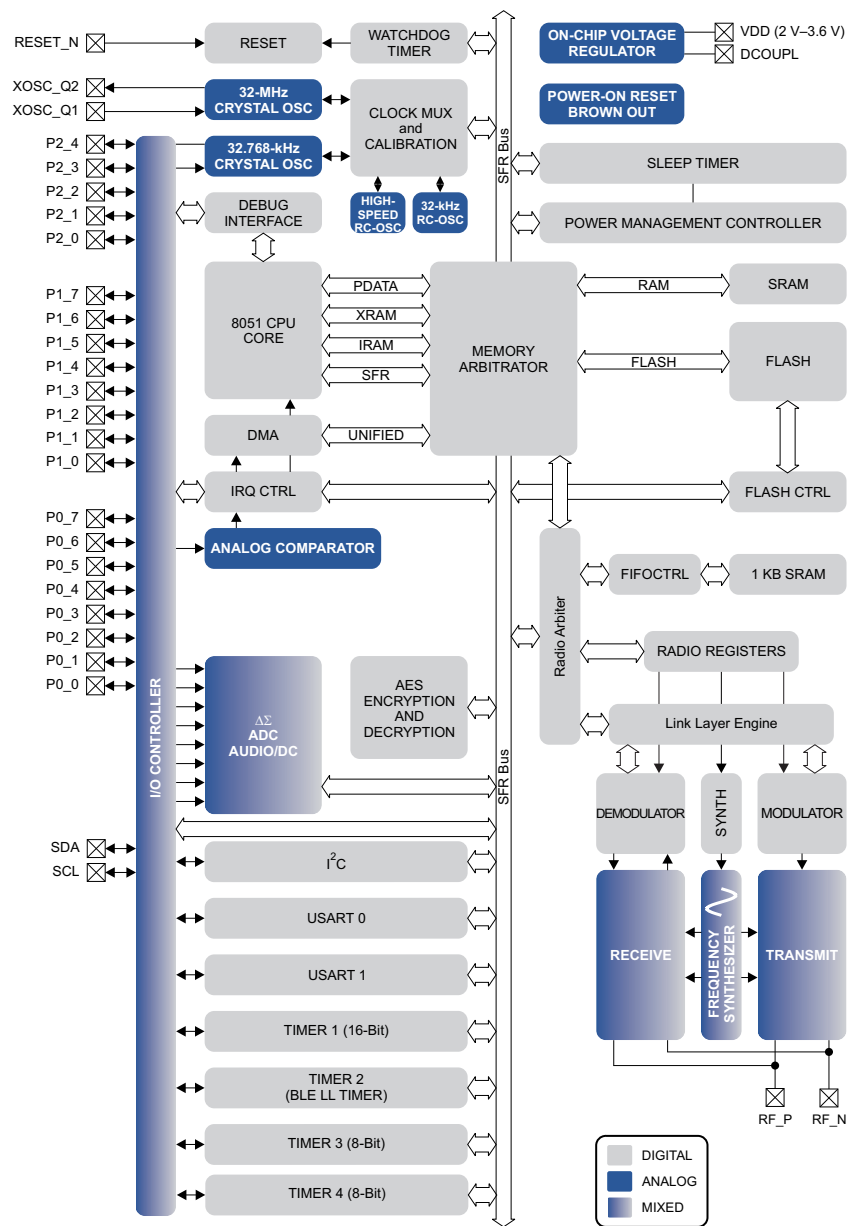 RESET_N
RESET
WATCHDOG
TIMER
ON-CHIP VOLTAGE
REGULATOR
VDD (2 V–3.6 V)
DCOUPL
XOSC_Q2
XOSC_Q1
32-MHz
CRYSTAL OSC
CLOCK MUX
and
CALIBRATION
POWER-ON RESET
BROWN OUT
SFR Bus
P2_4
P2_3
P2_2
P2_1
P2_0
32.768-kHz
CRYSTAL OSC
SLEEP TIMER
DEBUG
INTERFACE
HIGH-
SPEED
RC-OSC
32-kHz
RC-OSC
POWER MANAGEMENT CONTROLLER
P1_7
P1_6
P1_5
P1_4
P1_3
P1_2
P1_1
P1_0
8051 CPU
CORE
PDATA
XRAM
IRAM
SFR
MEMORY
ARBITRATOR
RAM
SRAM
FLASH
FLASH
DMA
UNIFIED
IRQ CTRL
FLASH CTRL
P0_7
P0_6
P0_5
P0_4
P0_3
P0_2
P0_1
P0_0
ANALOG COMPARATOR
Radio Arbiter
FIFOCTRL
1 KB SRAM
RADIO REGISTERS
I/O CONTROLLER
ΔΣ
ADC
AUDIO/DC
AES
ENCRYPTION
AND
DECRYPTION
Link Layer Engine
SFR Bus
DEMODULATOR
SYNTH
MODULATOR
SDA
SCL
I2C
USART 0
RECEIVE
FREQUENCY
SYNTHESIZER
TRANSMIT
USART 1
TIMER 1 (16-Bit)
TIMER 2
(BLE LL TIMER)
RF_P
RF_N
TIMER 3 (8-Bit)
TIMER 4 (8-Bit)
DIGITAL
ANALOG
MIXED